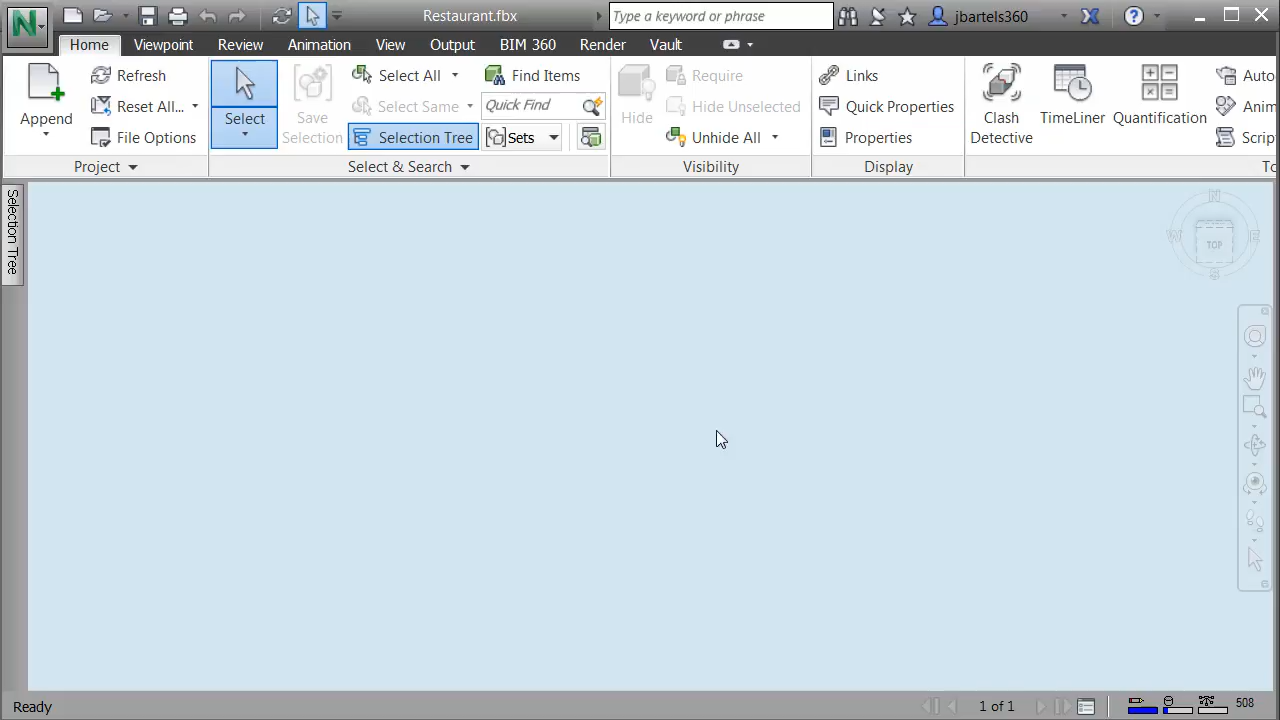 Restaurant.fbx
Type a keyword or phrase
jbartels360
Home Viewpoint Review Animation View Output BIM 360 Render Vault
Append
Refresh
Reset All...
File Options
Project
Select
Save Selection
Select All
Select Same
Selection Tree
Find Items
Quick Find
Sets
Select & Search
Hide
Require
Hide Unselected
Unhide All
Visibility
Links
Quick Properties
Properties
Display
Clash Detective
TimeLiner
Quantification
Auto
Anim
Scrip
To
Selection Tree
N
W TOP E
S
Ready
1 of 1
508